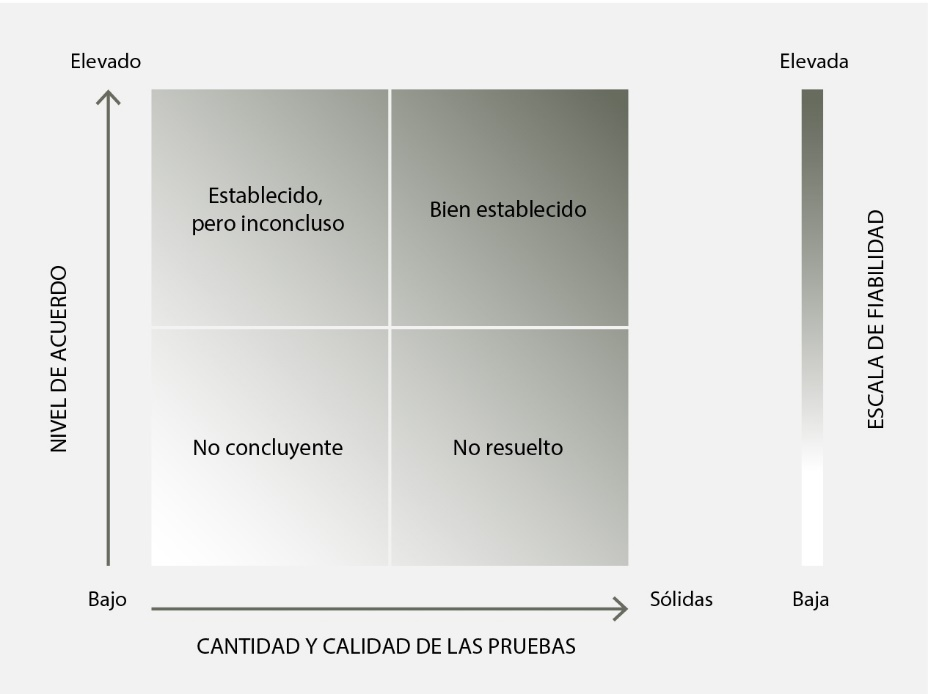 Elevado
Elevada
Establecido,
pero inconcluso
Bien establecido
NIVEL DE ACUERDO
ESCALA DE FIABILIDAD
No concluyente
No resuelto
Bajo
Sólidas
Baja
CANTIDAD Y CALIDAD DE LAS PRUEBAS